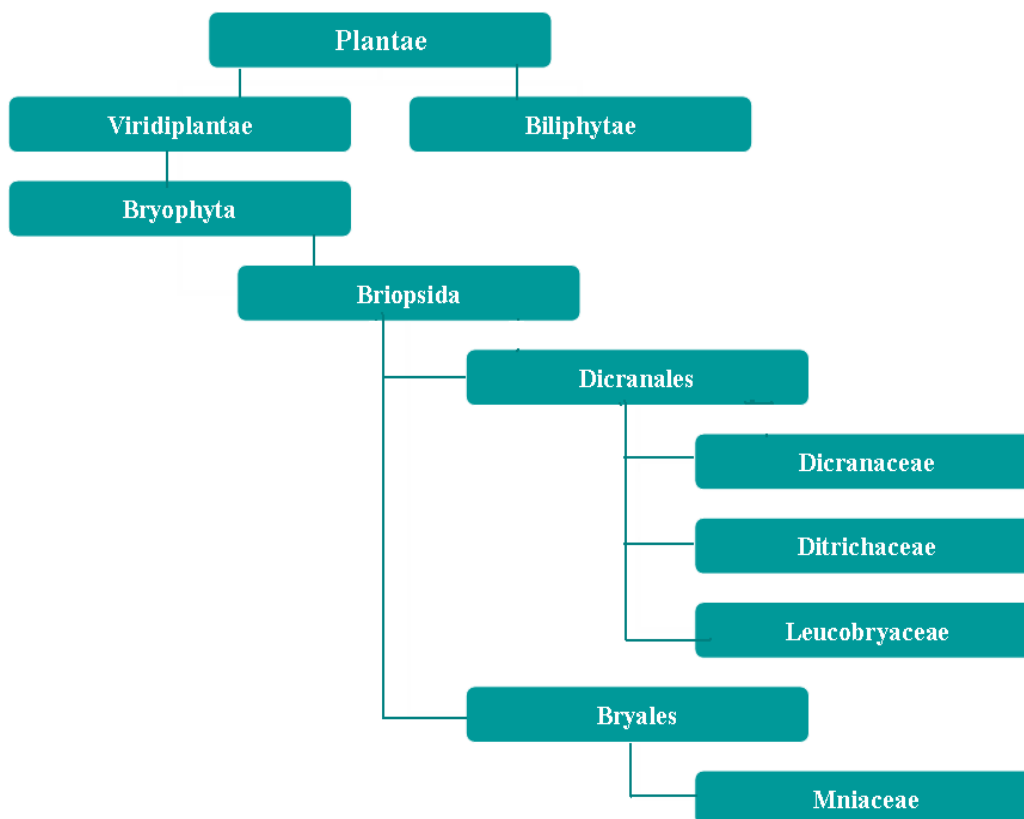 Plantae
Viridiplantae
Biliphytae
Bryophyta
Briopsida
Dicranales
Dicranaceae
Ditrichaceae
Leucobryaceae
Bryales
Mniaceae